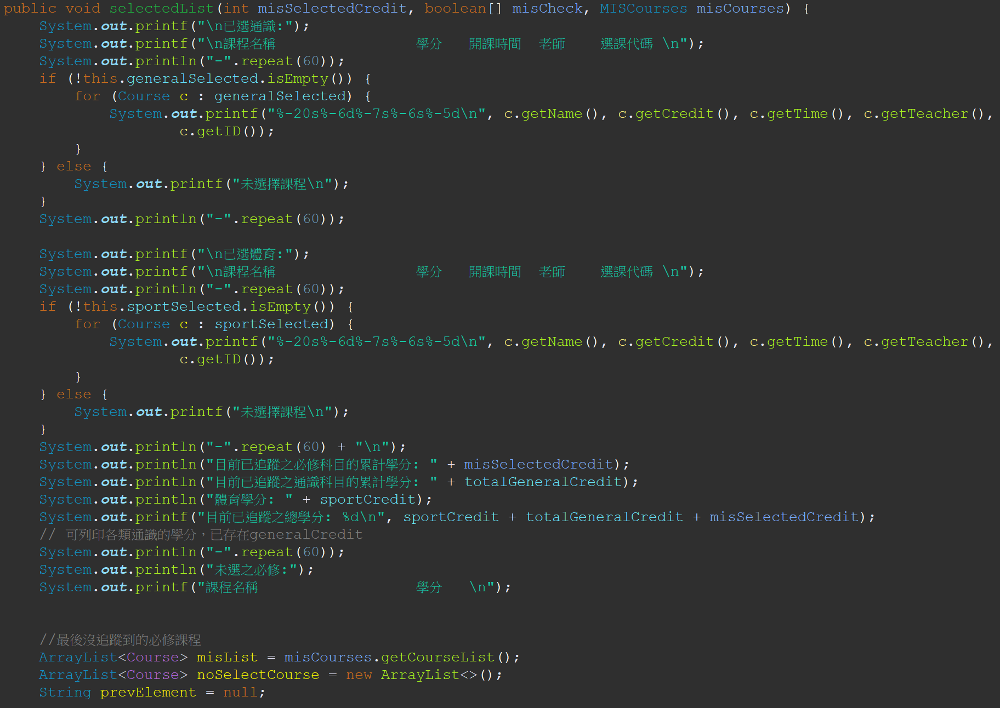 public void selectedList(int misSelectedCredit, boolean[] misCheck, MISCourses misCourses) {
    System.out.printf("\n已選通識:");
    System.out.printf("\n課程名稱                學分   開課時間  老師    選課代碼 \n");
    System.out.println("-".repeat(60));
    if (!this.generalSelected.isEmpty()) {
        for (Course c : generalSelected) {
            System.out.printf("%-20s%-6d%-7s%-6s%-5d\n", c.getName(), c.getCredit(), c.getTime(), c.getTeacher(),
                    c.getID());
        }
    } else {
        System.out.printf("未選擇課程\n");
    }
    System.out.println("-".repeat(60));

    System.out.printf("\n已選體育:");
    System.out.printf("\n課程名稱                學分   開課時間  老師    選課代碼 \n");
    System.out.println("-".repeat(60));
    if (!this.sportSelected.isEmpty()) {
        for (Course c : sportSelected) {
            System.out.printf("%-20s%-6d%-7s%-6s%-5d\n", c.getName(), c.getCredit(), c.getTime(), c.getTeacher(),
                    c.getID());
        }
    } else {
        System.out.printf("未選擇課程\n");
    }
    System.out.println("-".repeat(60) + "\n");
    System.out.println("目前已追蹤之必修科目的累計學分: " + misSelectedCredit);
    System.out.println("目前已追蹤之通識科目的累計學分: " + totalGeneralCredit);
    System.out.println("體育學分: " + sportCredit);
    System.out.printf("目前已追蹤之總學分: %d\n", sportCredit + totalGeneralCredit + misSelectedCredit);
    // 可列印各類通識的學分，已存在generalCredit
    System.out.println("-".repeat(60));
    System.out.println("未選之必修:");
    System.out.printf("課程名稱                  學分   \n");

    //最後沒追蹤到的必修課程
    ArrayList<Course> misList = misCourses.getCourseList();
    ArrayList<Course> noSelectCourse = new ArrayList<>();
    String prevElement = null;